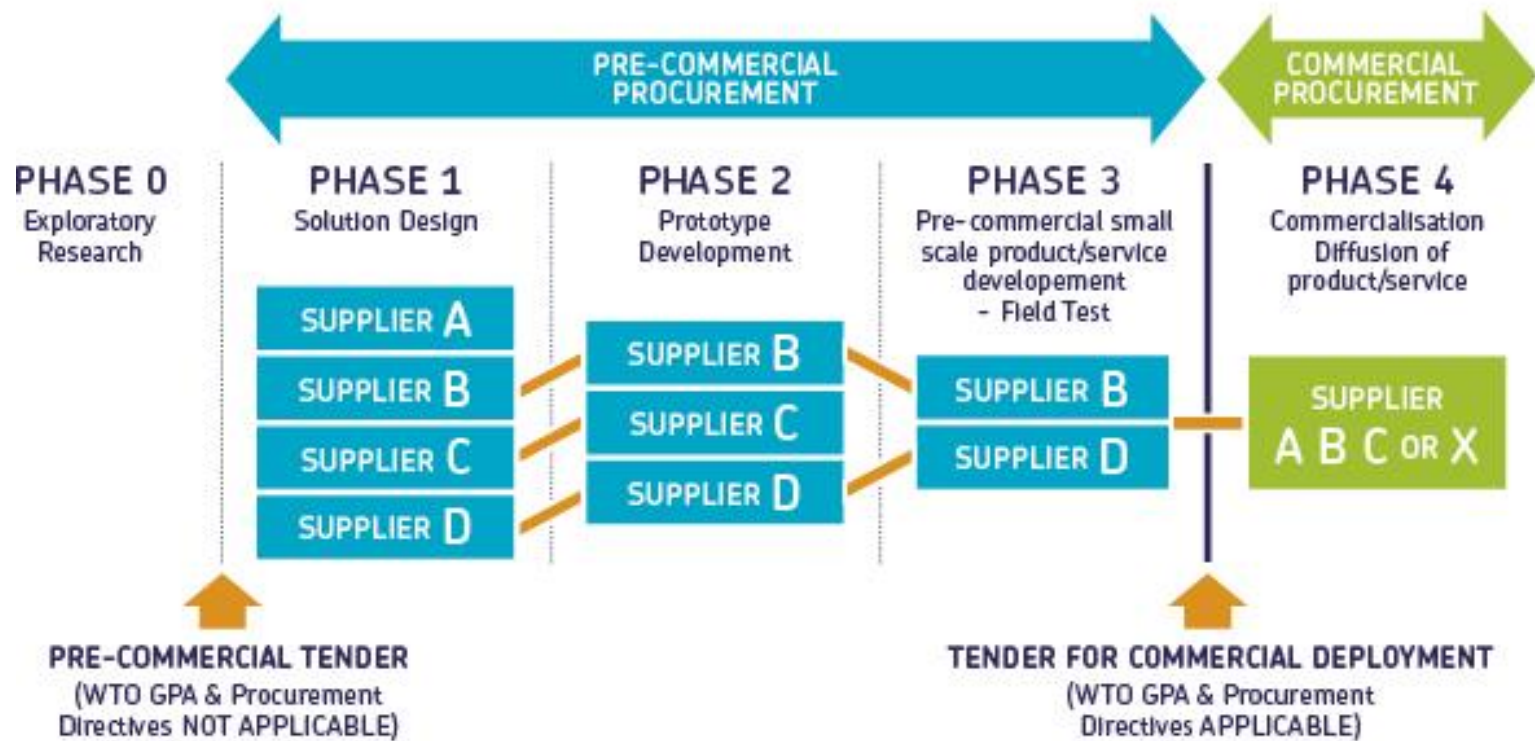 PRE-COMMERCIAL
PROCUREMENT
COMMERCIAL
PROCUREMENT
PHASE 0
Exploratory
Research
PHASE 1
Solution Design
PHASE 2
Prototype
Development
PHASE 3
Pre-commercial small
scale product/service
developement
- Field Test
PHASE 4
Commercialisation
Diffusion of
product/service
SUPPLIER A
SUPPLIER B
SUPPLIER C
SUPPLIER D
SUPPLIER B
SUPPLIER C
SUPPLIER D
SUPPLIER B
SUPPLIER D
SUPPLIER
A B C OR X
PRE-COMMERCIAL TENDER
(WTO GPA & Procurement
Directives NOT APPLICABLE)
TENDER FOR COMMERCIAL DEPLOYMENT
(WTO GPA & Procurement
Directives APPLICABLE)